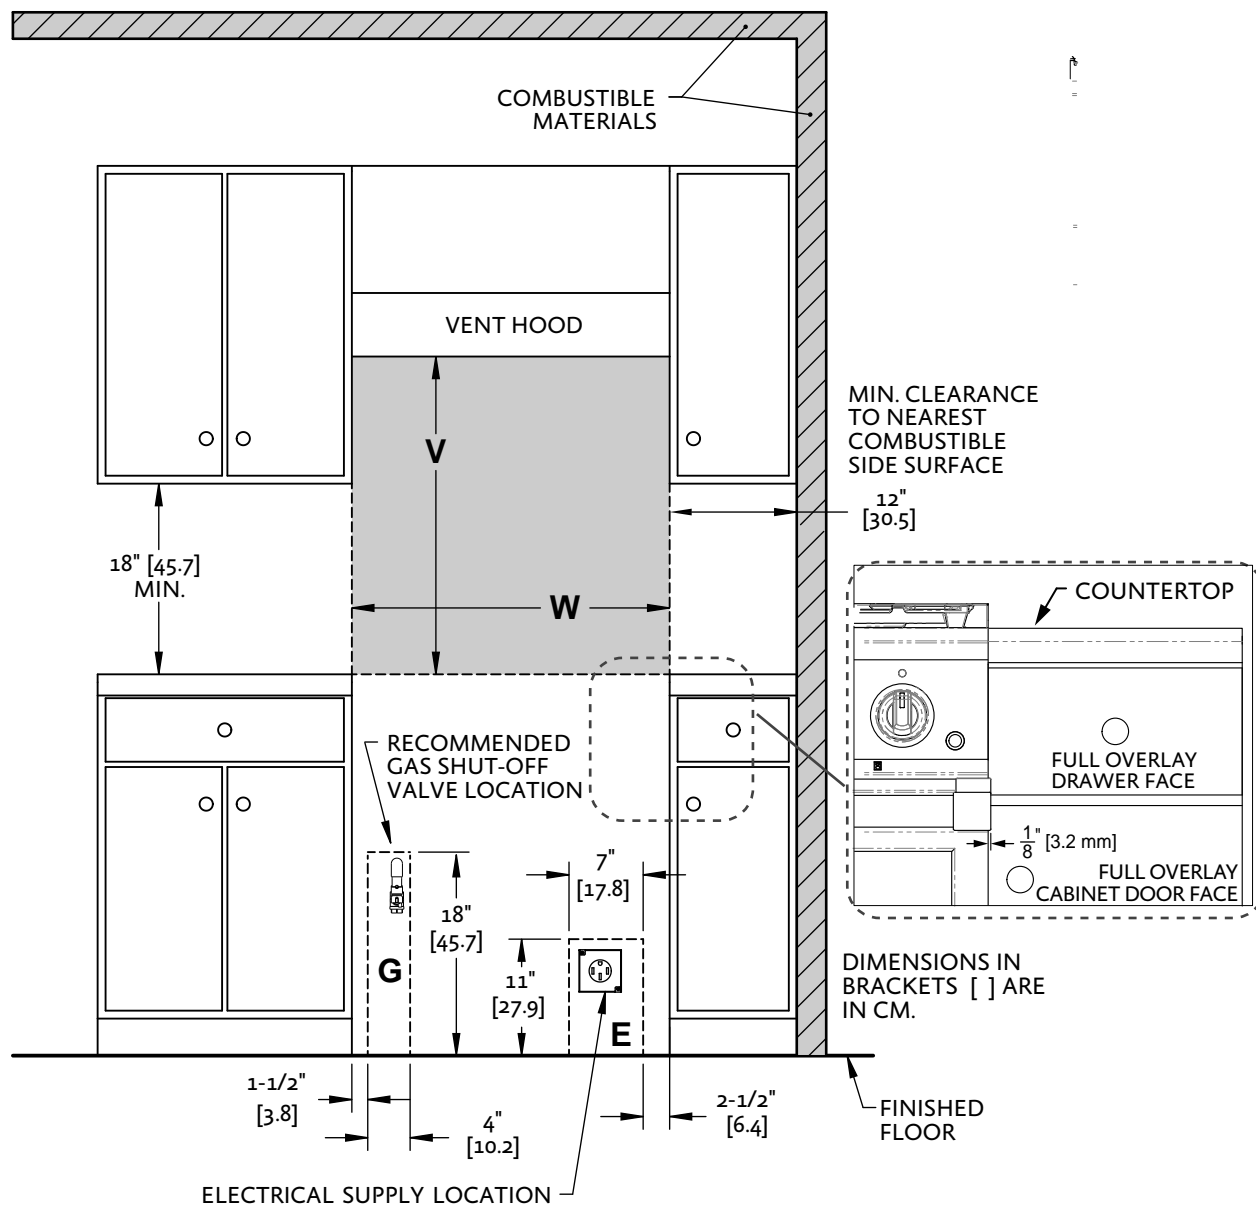 COMBUSTIBLE
MATERIALS
VENT HOOD
V
MIN. CLEARANCE
TO NEAREST
COMBUSTIBLE
SIDE SURFACE
12"
[30.5]
18" [45.7]
MIN.
W
COUNTERTOP
RECOMMENDED
GAS SHUT-OFF
VALVE LOCATION
FULL OVERLAY
DRAWER FACE
1/8" [3.2 mm]
FULL OVERLAY
CABINET DOOR FACE
7"
[17.8]
18"
[45.7]
G
11"
[27.9]
E
DIMENSIONS IN
BRACKETS [ ] ARE
IN CM.
1-1/2"
[3.8]
4"
[10.2]
2-1/2"
[6.4]
FINISHED
FLOOR
ELECTRICAL SUPPLY LOCATION